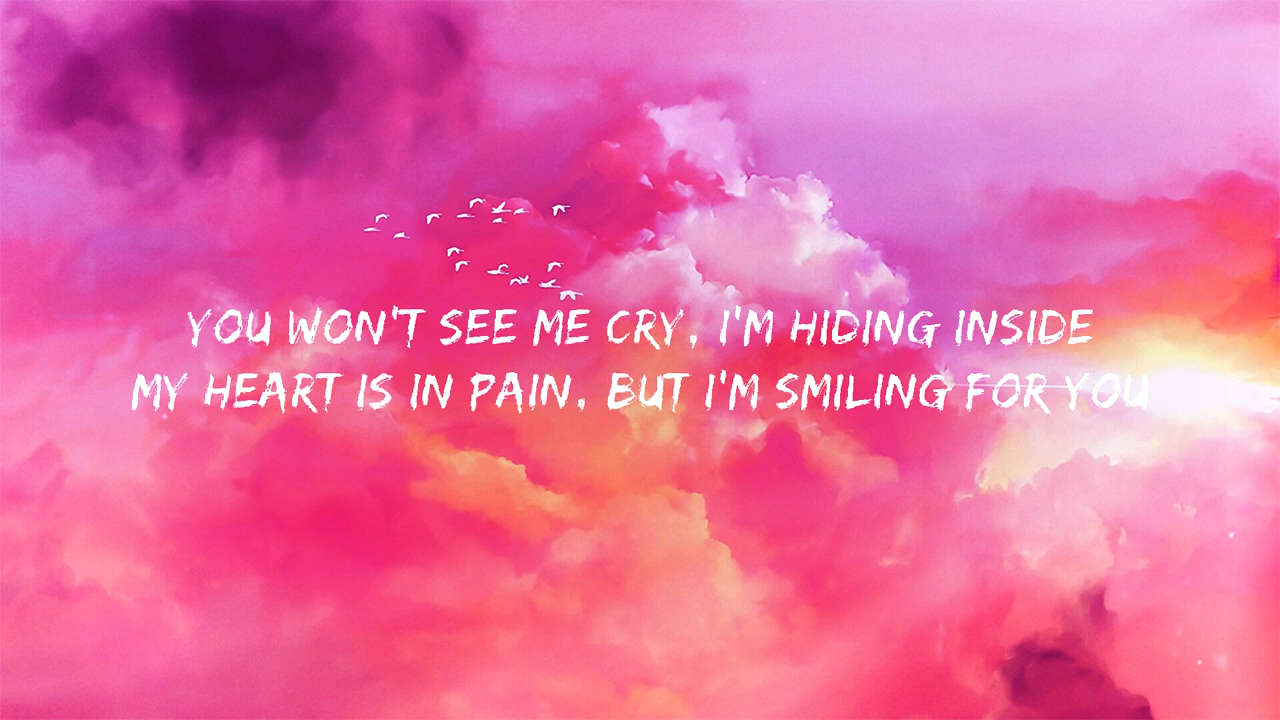 YOU WON'T SEE ME CRY, I'M HIDING INSIDE
MY HEART IS IN PAIN, BUT I'M SMILING FOR YOU